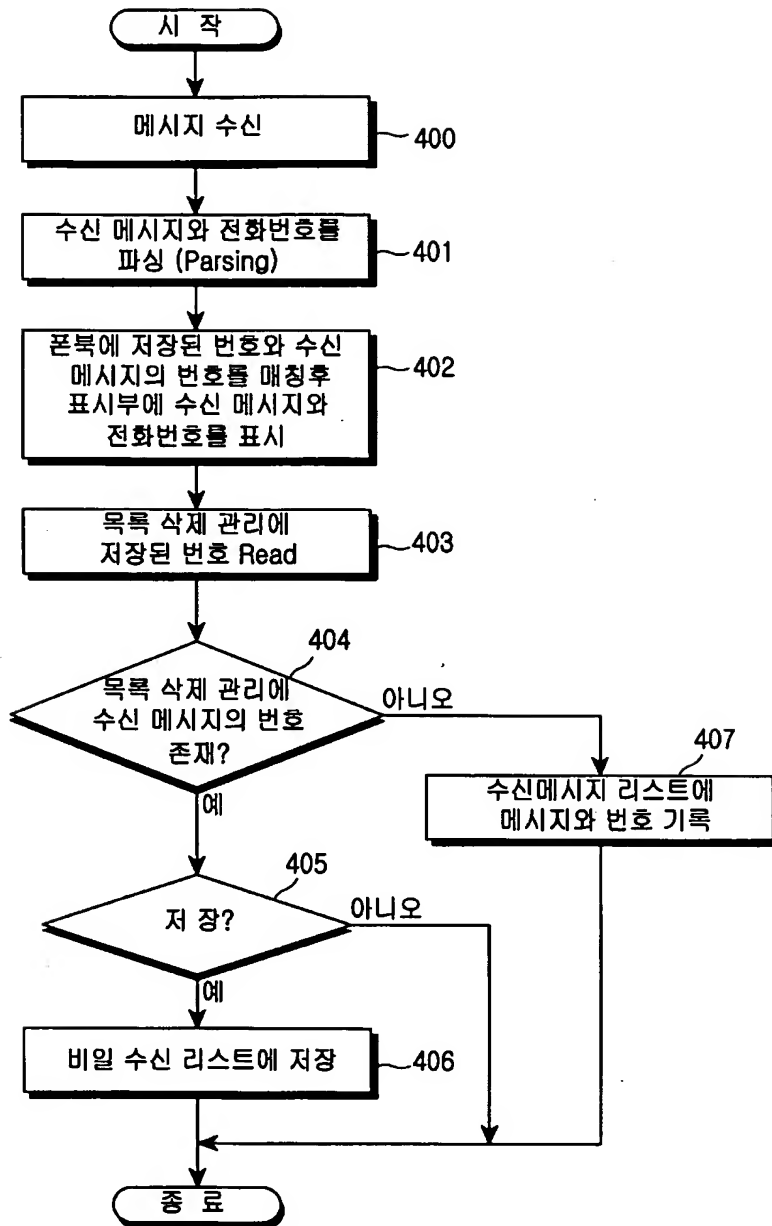 시 작
메시지 수신
400
수신 메시지와 전화번호를
파싱 (Parsing)
401
폰북에 저장된 번호와 수신
메시지의 번호를 매칭후
표시부에 수신 메시지와
전화번호를 표시
402
목록 삭제 관리에
저장된 번호 Read
403
404
목록 삭제 관리에
수신 메시지의 번호
존재?
아니오
예
407
수신메시지 리스트에
메시지와 번호 기록
405
저 장?
아니오
예
비일 수신 리스트에 저장
406
종 료